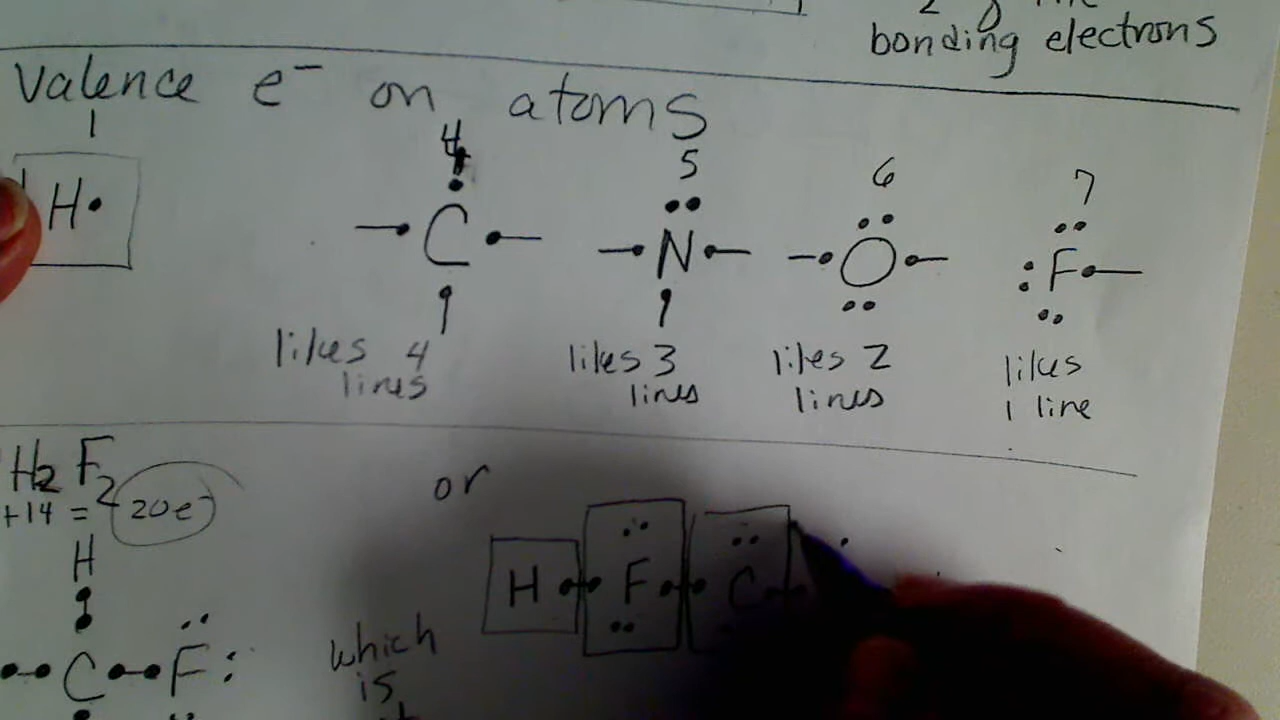 bonding electrons
Valence e⁻ on atoms
1 4 5 6 7
H C N O F
likes 4 lines
likes 3 lines
likes 2 lines
likes 1 line
H₂ F₂
+14 = 20e⁻
or
H
C F
H F C
which
is